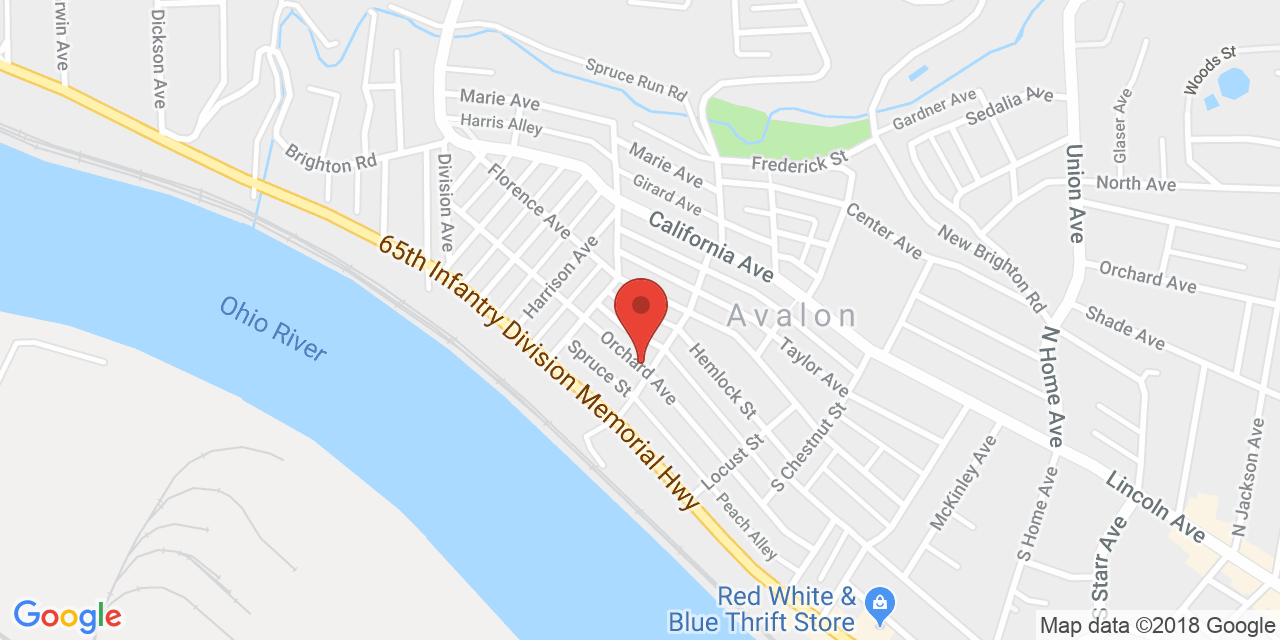 rwin Ave
Dickson Ave
Spruce Run Rd
Woods St
Marie Ave
Harris Alley
Gardner Ave
Sedalia Ave
Glaser Ave
Brighton Rd
Division Ave
Florence Ave
Marie Ave
Girard Ave
Frederick St
Union Ave
North Ave
California Ave
Center Ave
New Brighton Rd
Harrison Ave
65th Infantry Division Memorial Hwy
Orchard Ave
Ohio River
Avalon
Shade Ave
Orchard Ave
Spruce St
Hemlock St
Taylor Ave
N Home Ave
Locust St
S Chestnut St
McKinley Ave
Lincoln Ave
N Jackson Ave
Peach Alley
S Home Ave
S Starr Ave
Red White &
Blue Thrift Store
Google
Map data ©2018 Google